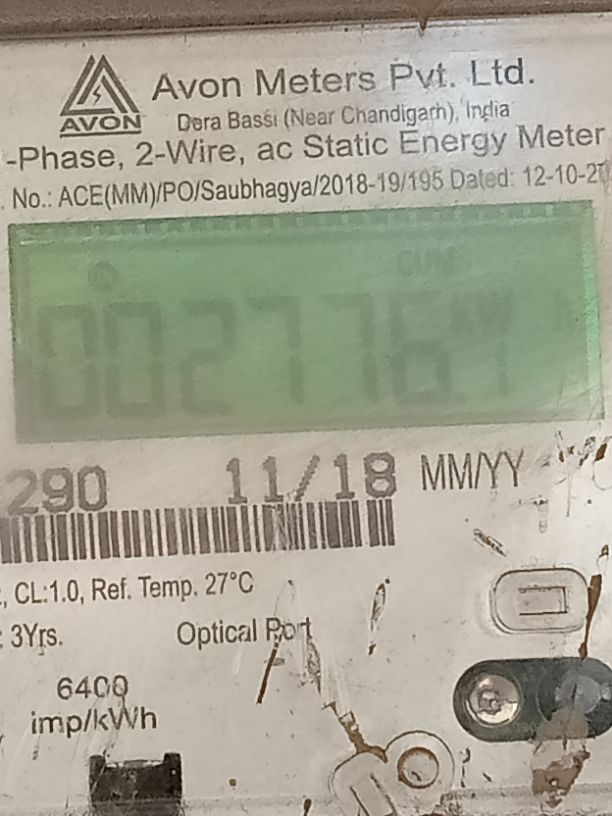 Avon Meters Pvt. Ltd.
AVON
Dera Bassi (Near Chandigarh), India
-Phase, 2-Wire, ac Static Energy Meter
. No.: ACE(MM)/PO/Saubhagya/2018-19/195 Dated: 12-10-20
CUM
002776.1 kW
290 11/18 MM/YY
, CL:1.0, Ref. Temp. 27°C
: 3Yrs. Optical Port
6400
imp/kWh